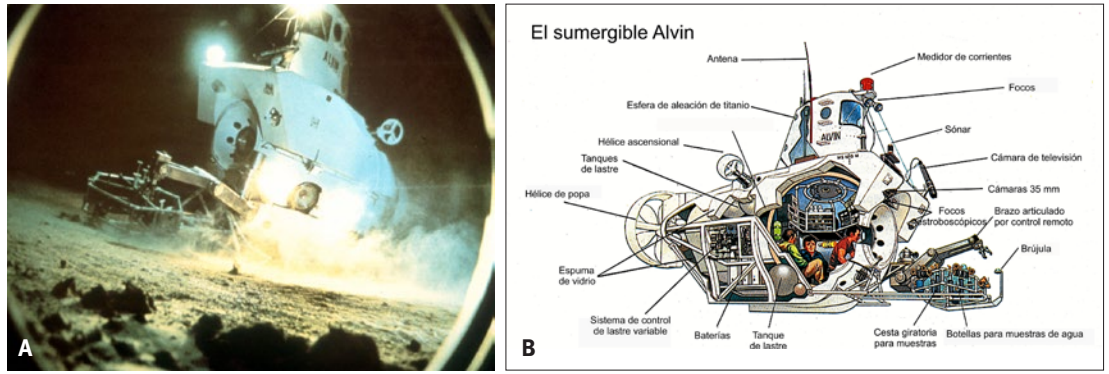 ALVIN
A
El sumergible Alvin
Antena
Medidor de corrientes
Focos
Esfera de aleación de titanio
ALVIN
Sónar
Hélice ascensional
Tanques
de lastre
Cámara de televisión
Hélice de popa
Cámaras 35 mm
Focos
estroboscópicos
Brazo articulado
por control remoto
Brújula
Espuma
de vidrio
Sistema de control
de lastre variable
Baterías
Tanque
de lastre
Cesta giratoria
para muestras
Botellas para muestras de agua
B